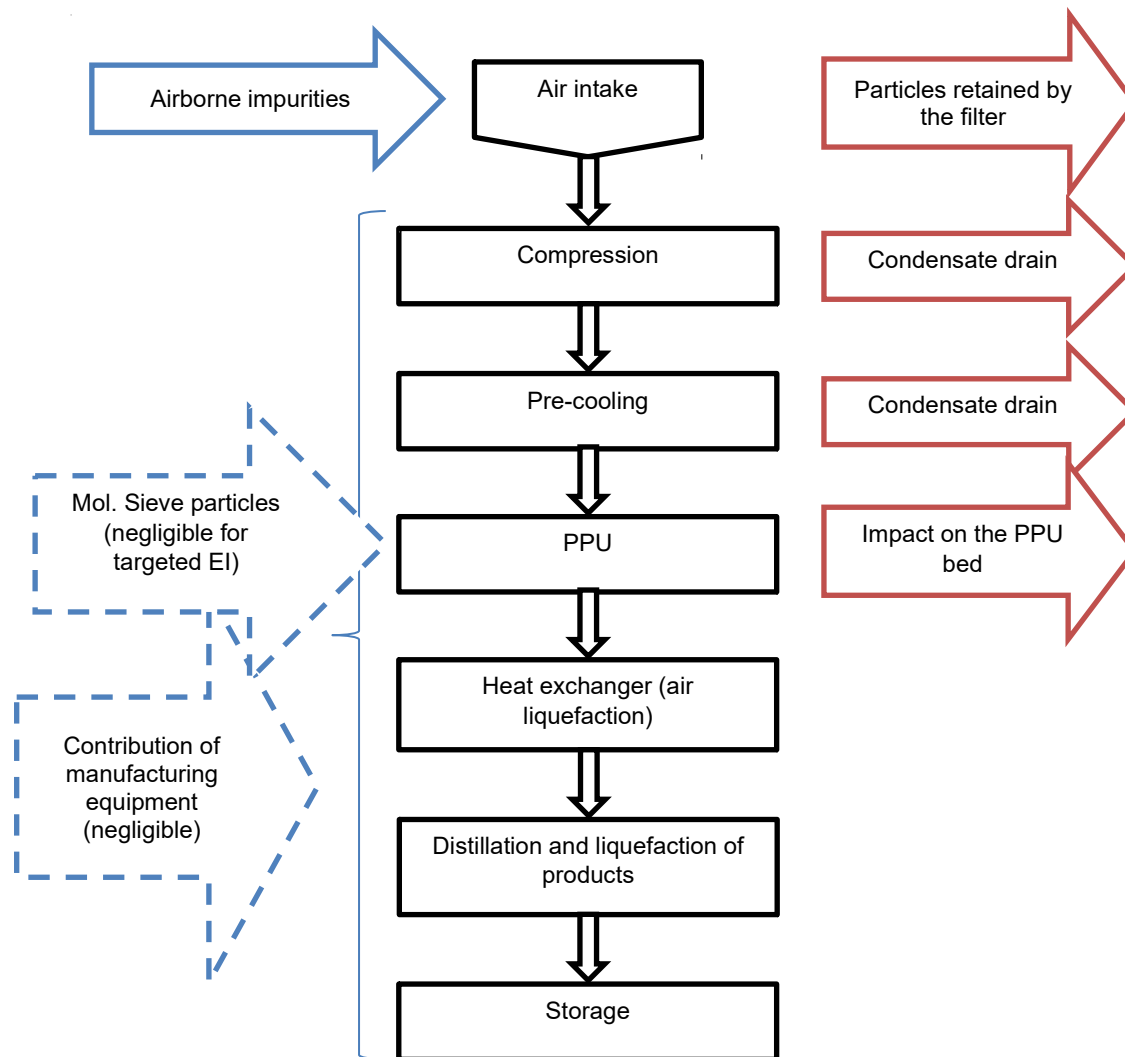 Airborne impurities
Air intake
Particles retained by
the filter
Compression
Condensate drain
Pre-cooling
Condensate drain
Mol. Sieve particles
(negligible for
targeted EI)
PPU
Impact on the PPU
bed
Heat exchanger (air
liquefaction)
Contribution of
manufacturing
equipment
(negligible)
Distillation and liquefaction of
products
Storage